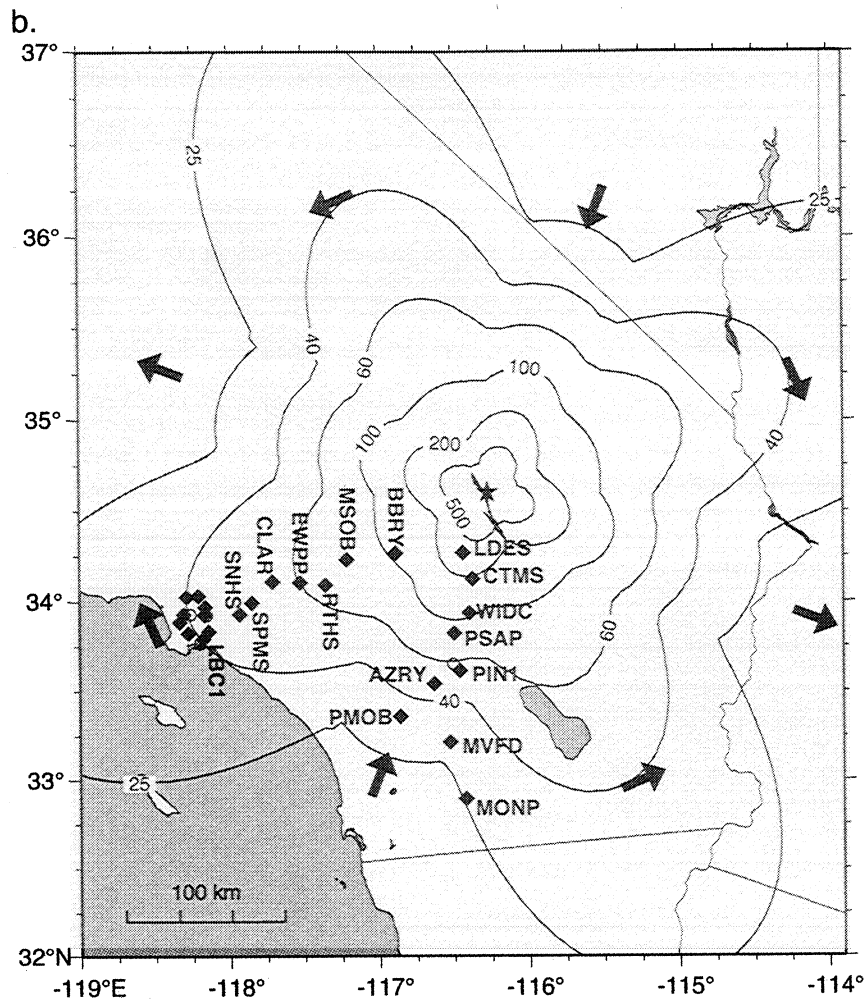 b.
37°
25
25
36°
40
60
100
35°
40
100
200
500
MSOB
BBRY
CLAR
EWPP
LDES
SNHS
CTMS
34°
WIDC
RTHS
60
SPMS
PSAP
LBC1
AZRY
PIN1
40
PMOB
MVFD
33°
25
MONP
100 km
32°N
-119°E
-118°
-117°
-116°
-115°
-114°